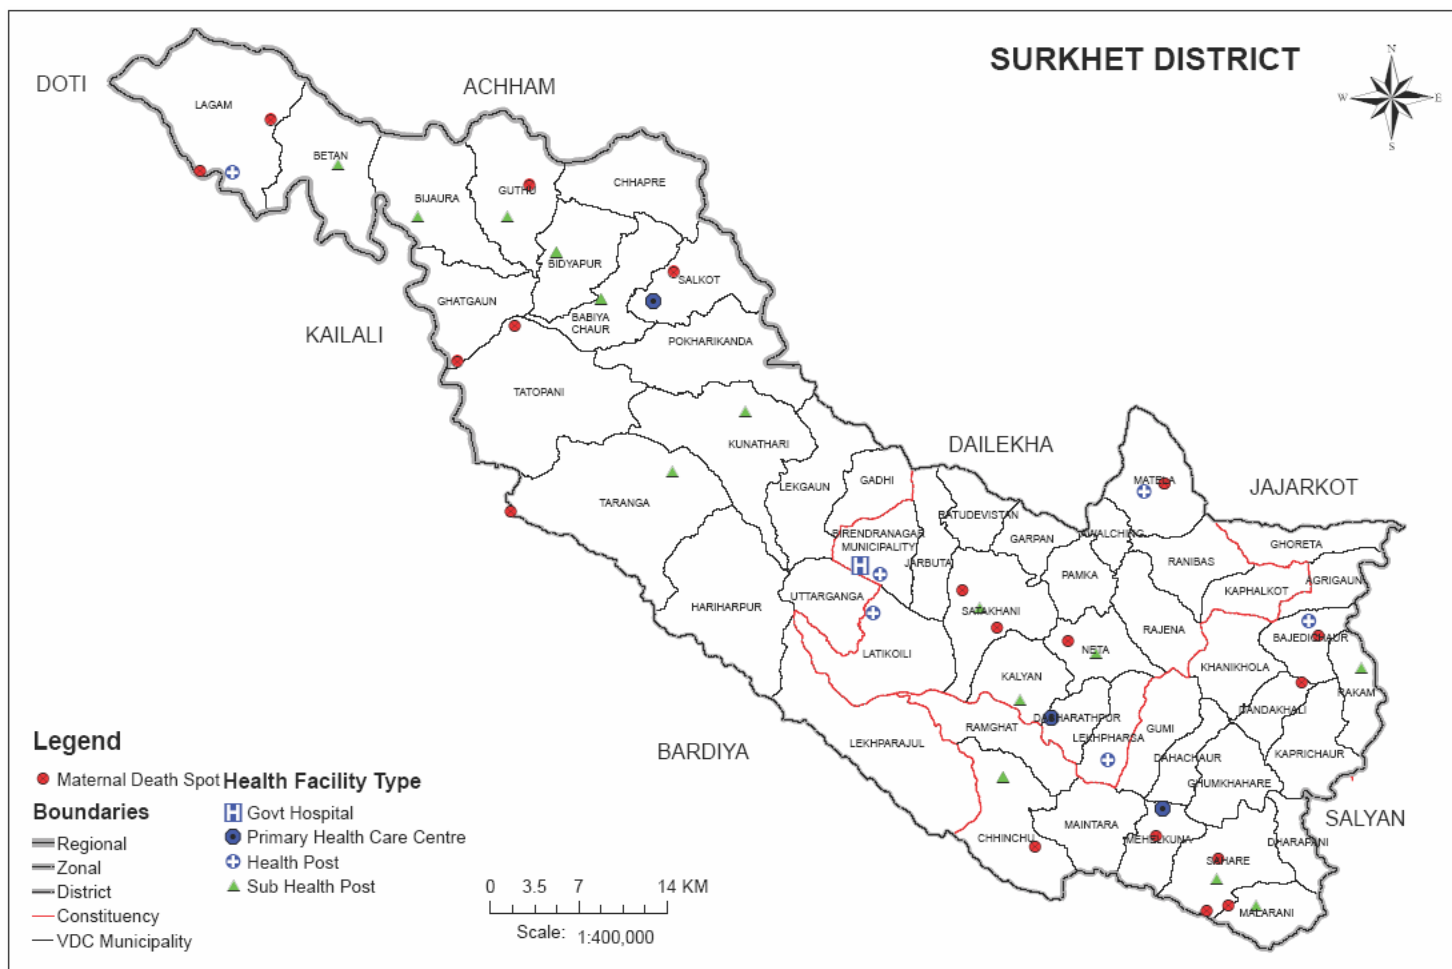 SURKHET DISTRICT
N
W
E
S
DOTI
ACHHAM
LAGAM
BETAN
BIJAURA
GUTHU
CHHAPRE
BIDYAPUR
SALKOT
GHATGAUN
BABIYA
CHAUR
KAILALI
POKHARIKANDA
TATOPANI
KUNATHARI
DAILEKHA
LEKGAUN
GADHI
MATELA
JAJARKOT
TARANGA
BATUDEVISTAN
BIRENDRANAGAR
MUNICIPALITY
GARPAN
AWALCHING
GHORETA
JARBUTA
RANIBAS
PAMKA
KAPHALKOT
AGRIGAUN
UTTARGANGA
HARIHARPUR
SATAKHANI
RAJENA
BAJEDICHAUR
LATIKOILI
NETA
KHANIKHOLA
KALYAN
RAKAM
DANDAKHALI
DASHARATHPUR
RAMGHAT
GUMI
LEKHPARAJUL
LEKHPHARSA
BARDIYA
DAHACHAUR
KAPRICHAUR
GHUMKHAHARE
SALYAN
MAINTARA
CHHINCHU
MEHELKUNA
DHARAPANI
SAHARE
MALARANI
Legend
Maternal Death Spot
Boundaries
Regional
Zonal
District
Constituency
VDC Municipality
Health Facility Type
Govt Hospital
Primary Health Care Centre
Health Post
Sub Health Post
0 3.5 7 14 KM
Scale: 1:400,000